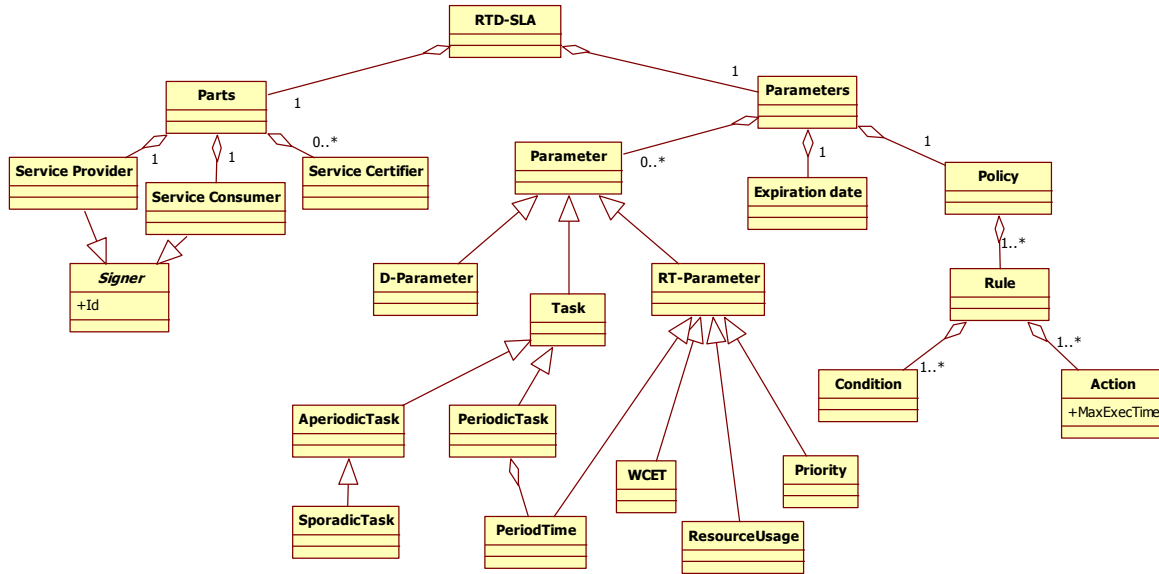 RTD-SLA
Parts
1
1
Parameters
Service Provider
1
1
0..*
Service Certifier
Service Consumer
Parameter
0..*
1
1
Expiration date
Policy
Signer
+Id
D-Parameter
Task
RT-Parameter
1..*
Rule
1..*
1..*
Condition
Action
+MaxExecTime
AperiodicTask
PeriodicTask
WCET
Priority
SporadicTask
PeriodTime
ResourceUsage